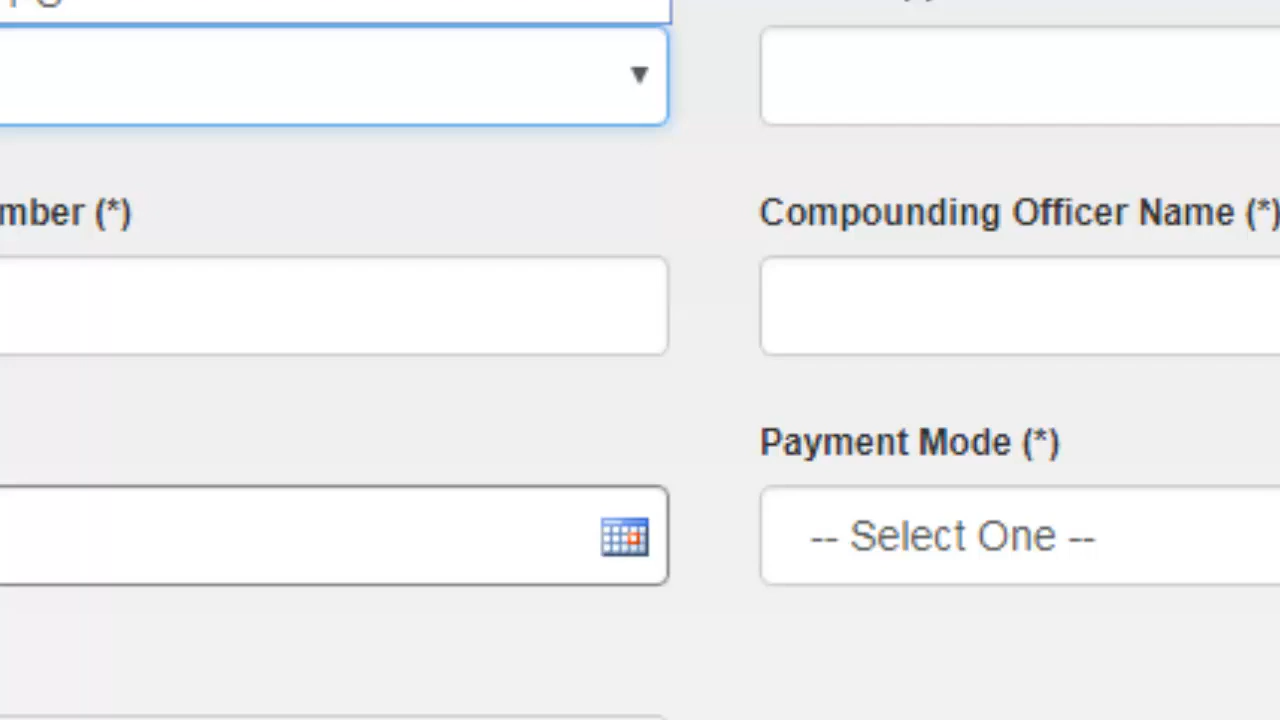 mber (*)
Compounding Officer Name (*)
Payment Mode (*)
-- Select One --